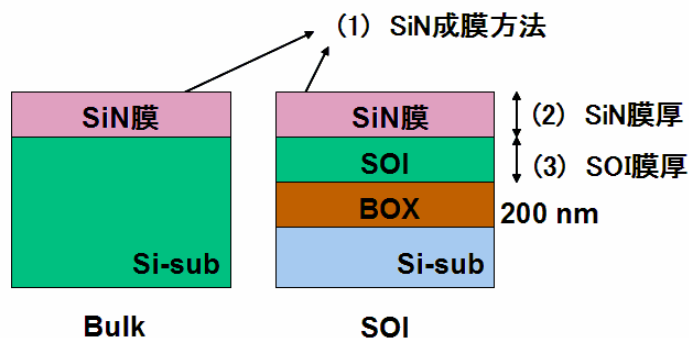 (1) SiN成膜方法
SiN膜
SiN膜
(2) SiN膜厚
SOI
(3) SOI膜厚
BOX
200 nm
Si-sub
Si-sub
Bulk
SOI